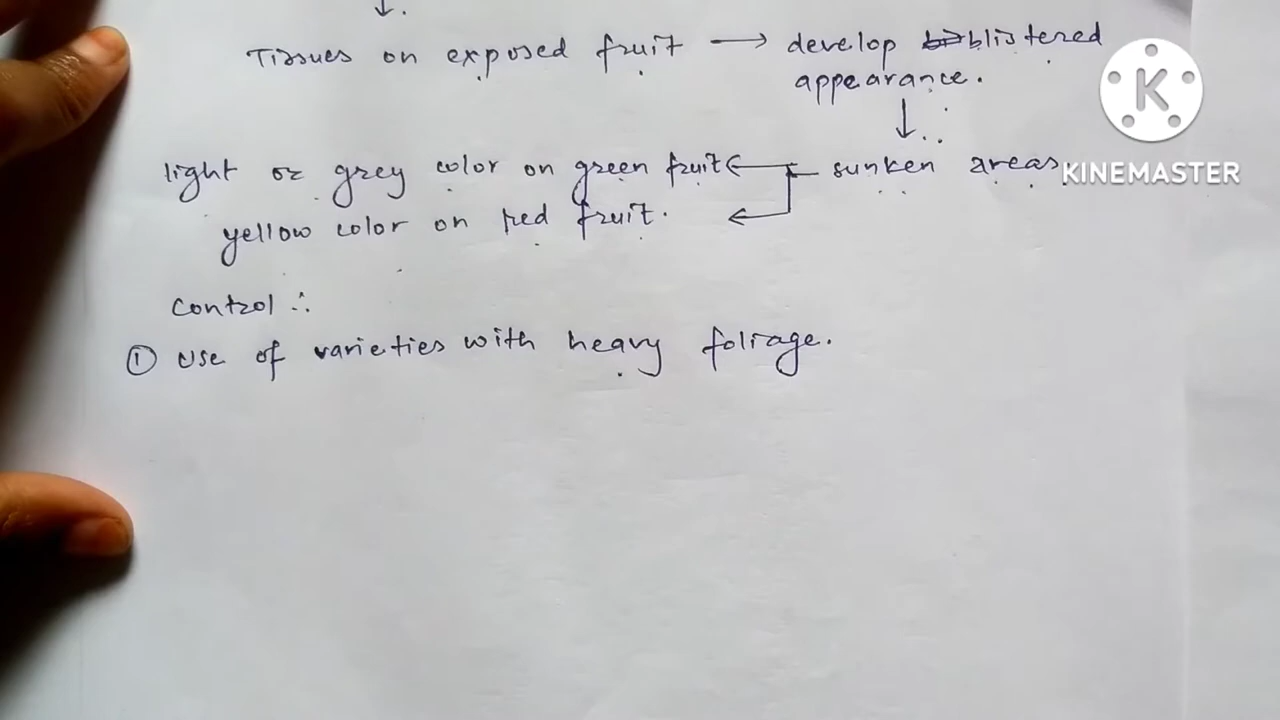 ↓.
Tissues on exposed fruit → develop blistered
appearance.
↓
light or grey color on green fruit ← sunken areas
yellow color on red fruit. ←
Control ∴
① Use of varieties with heavy foliage.
K
KINEMASTER